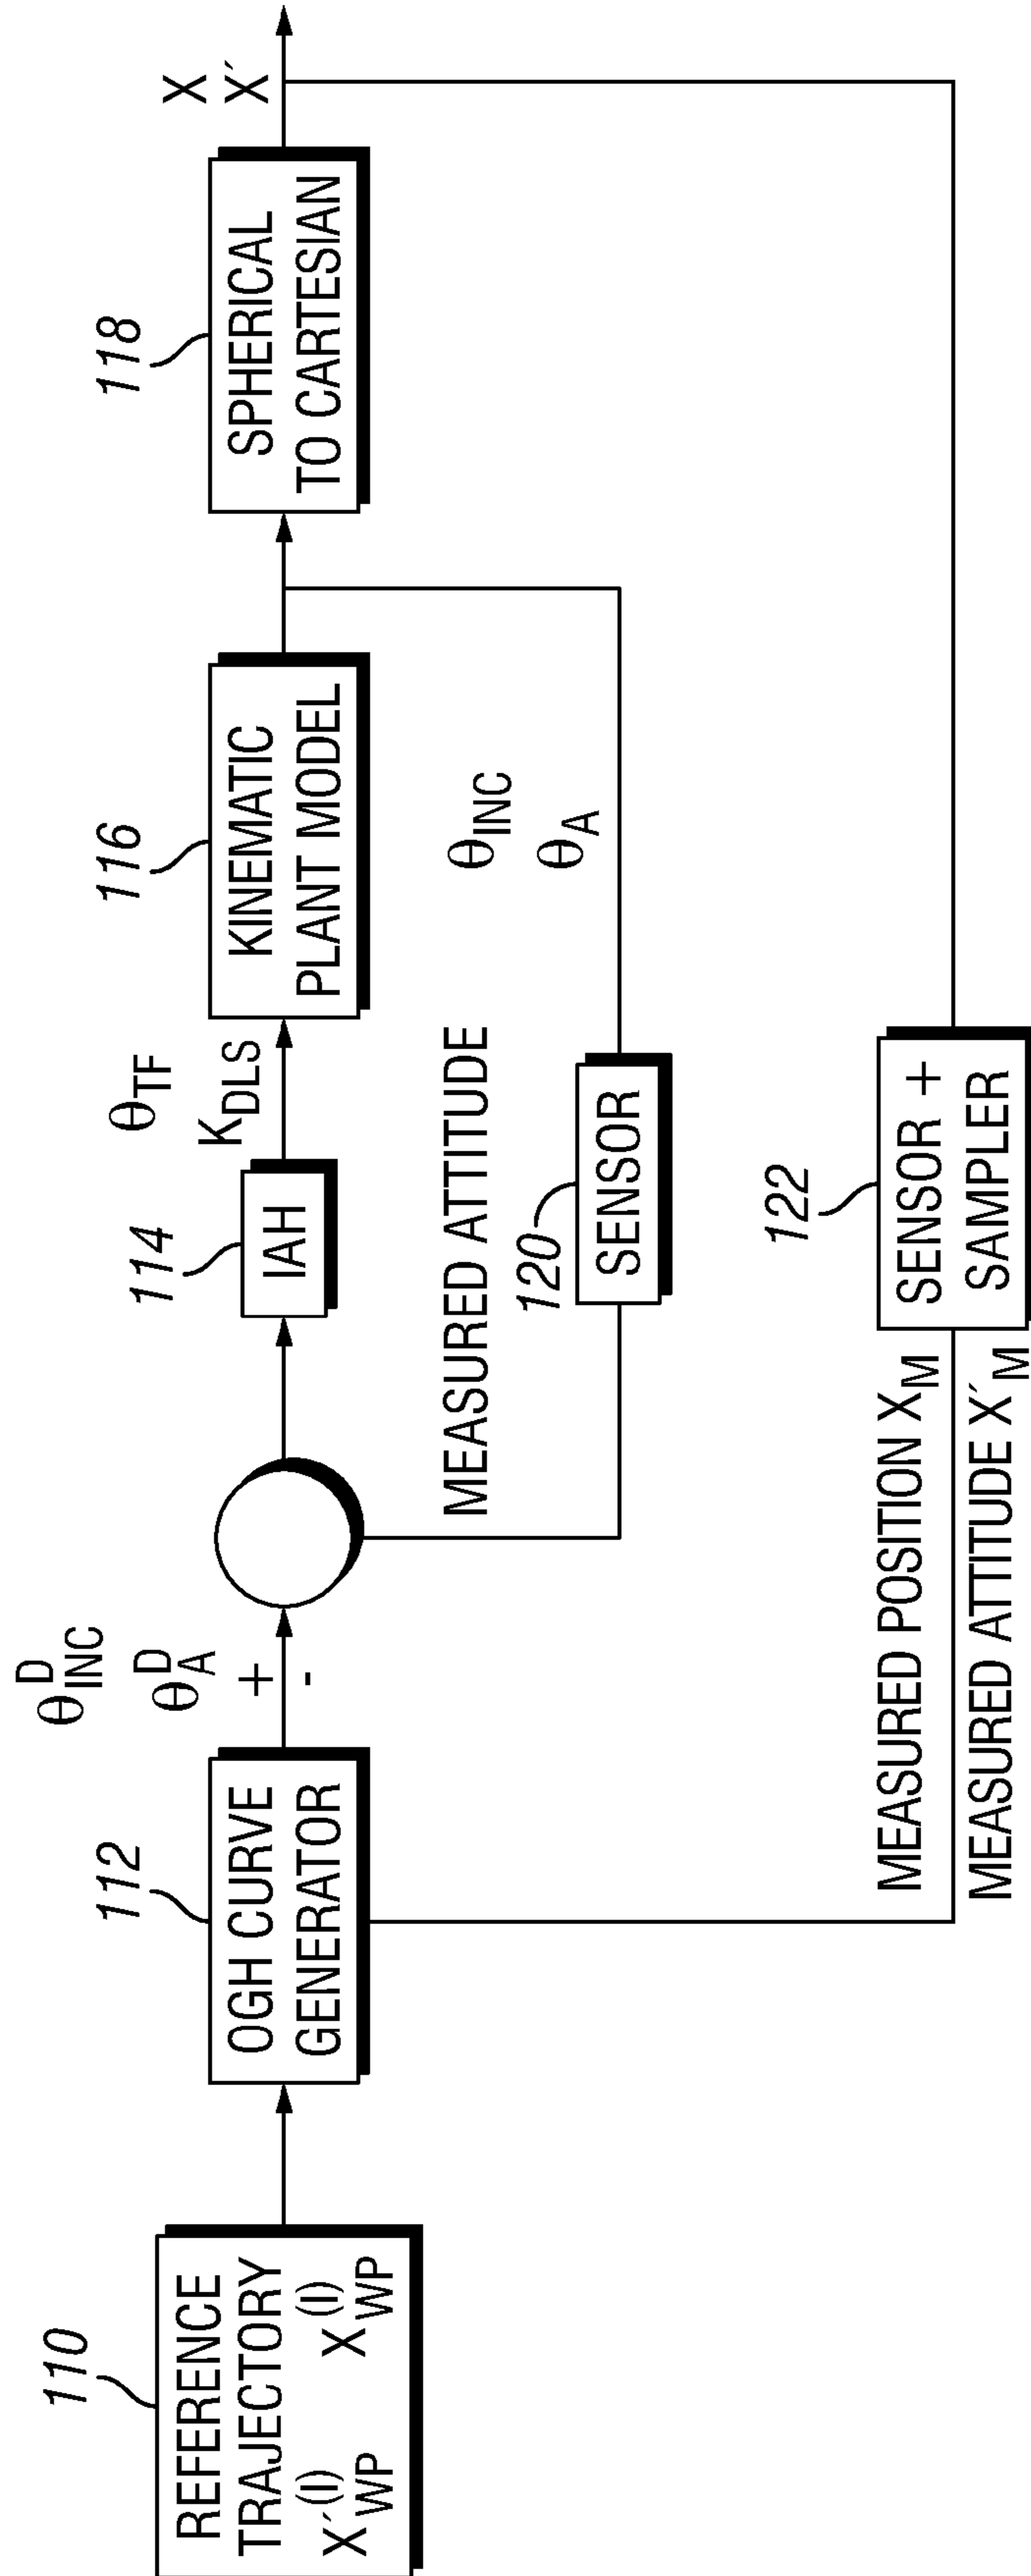 110
REFERENCE
TRAJECTORY
X´(I)WP X(I)WP
112
OGH CURVE
GENERATOR
θDINC
θDA
+
-
114
IAH
θTF
KDLS
116
KINEMATIC
PLANT MODEL
118
SPHERICAL
TO CARTESIAN
X
X´
MEASURED ATTITUDE
θINC
θA
120
SENSOR
122
SENSOR +
SAMPLER
MEASURED POSITION XM
MEASURED ATTITUDE X´M